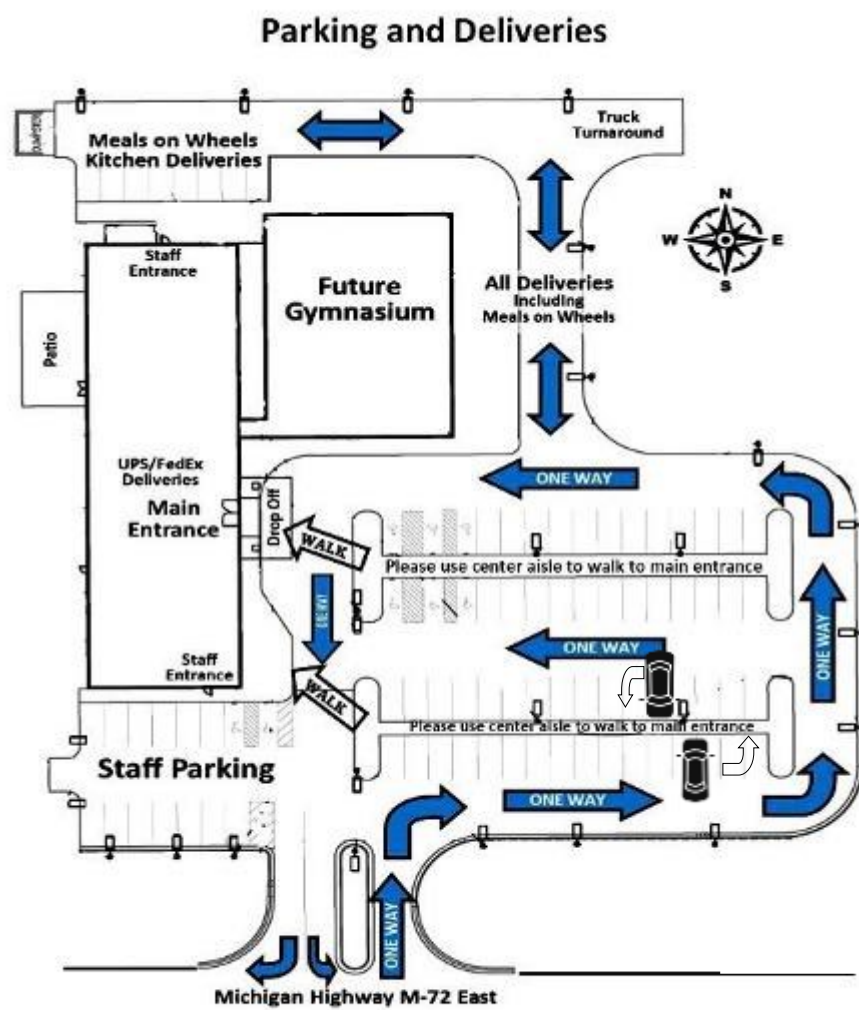 Parking and Deliveries
DUMPSTER
Meals on Wheels
Kitchen Deliveries
Truck
Turnaround
N
W
E
S
Staff
Entrance
Future
Gymnasium
All Deliveries
Including
Meals on Wheels
Patio
UPS/FedEx
Deliveries
Main
Entrance
Drop Off
ONE WAY
WALK
Please use center aisle to walk to main entrance
ONE WAY
ONE WAY
ONE WAY
Staff
Entrance
WALK
Please use center aisle to walk to main entrance
Staff Parking
ONE WAY
ONE WAY
Michigan Highway M-72 East